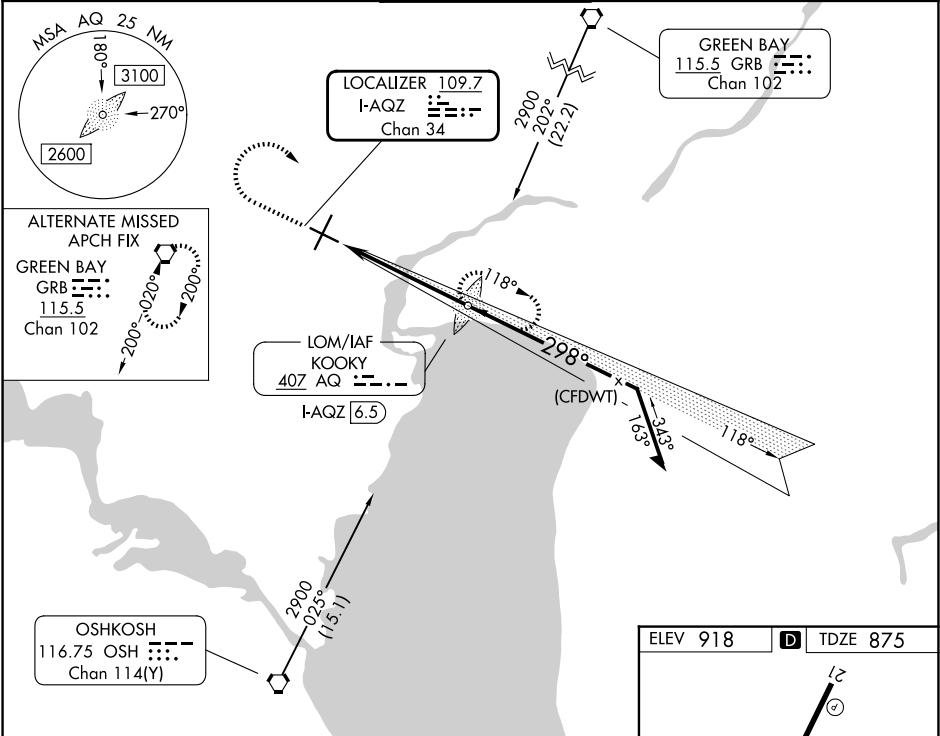 MSA AQ 25 NM
180°
3100
270°
2600
LOCALIZER 109.7
I-AQZ
Chan 34
2900
202°
(22.2)
GREEN BAY
115.5 GRB
Chan 102
ALTERNATE MISSED
APCH FIX
GREEN BAY
GRB
115.5
Chan 102
020°
200°
200°
118°
LOM/IAF
KOOKY
407 AQ
I-AQZ 6.5
298°
(CFDWT)
163°
343°
118°
2900
025°
(15.1)
OSHKOSH
116.75 OSH
Chan 114(Y)
ELEV 918 D TDZE 875
21
P